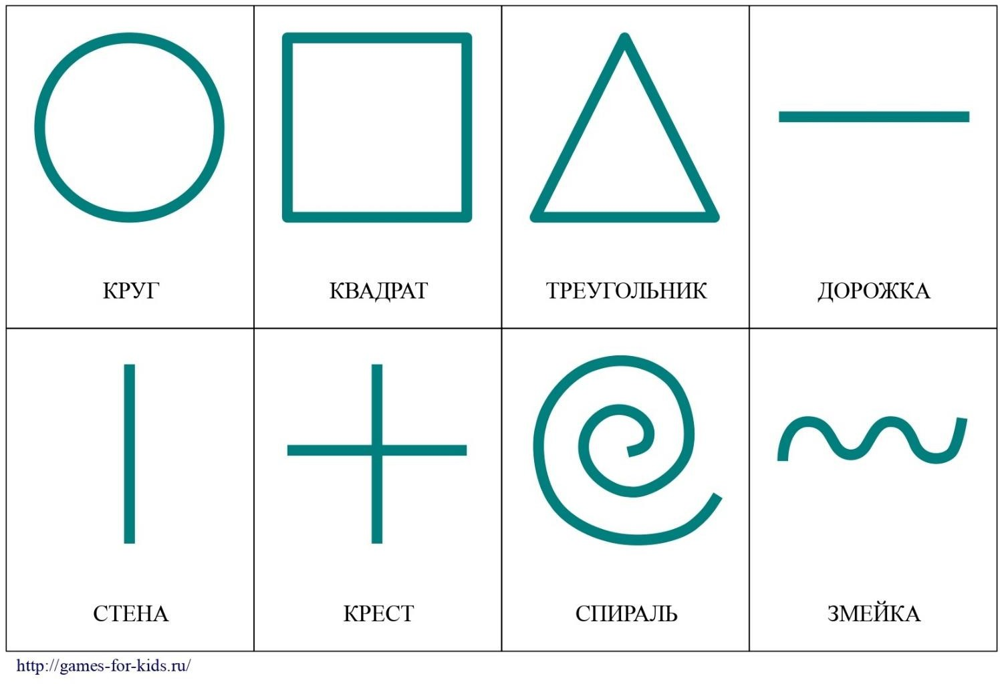 КРУГ
КВАДРАТ
ТРЕУГОЛЬНИК
ДОРОЖКА
СТЕНА
КРЕСТ
СПИРАЛЬ
ЗМЕЙКА
http://games-for-kids.ru/